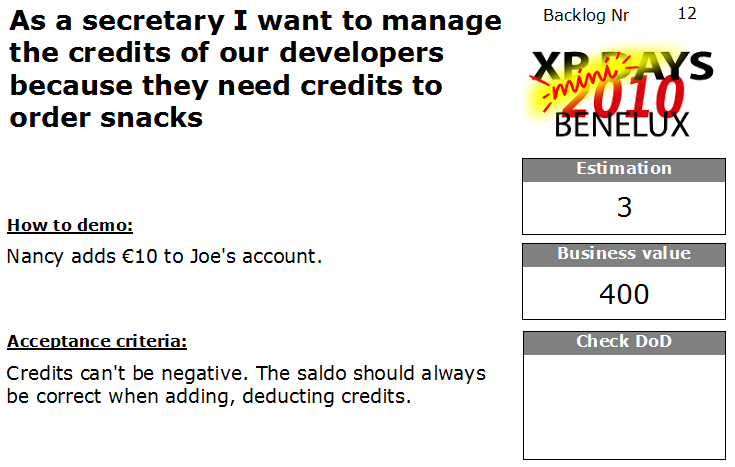 As a secretary I want to manage
the credits of our developers
because they need credits to
order snacks
Backlog Nr 12
XP DAYS
mini
2010
BENELUX
Estimation
3
How to demo:
Nancy adds €10 to Joe's account.
Business value
400
Acceptance criteria:
Credits can't be negative. The saldo should always
be correct when adding, deducting credits.
Check DoD